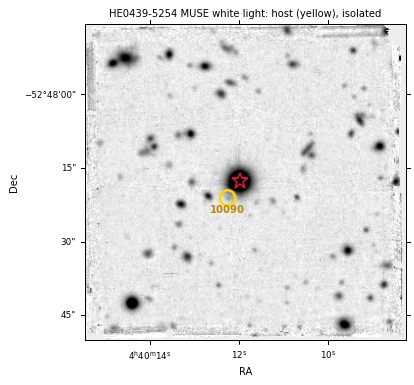 HE0439-5254 MUSE white light: host (yellow), isolated
−52°48'00"
15"
30"
45"
Dec
10090
4ʰ40ᵐ14ˢ 12ˢ 10ˢ
RA